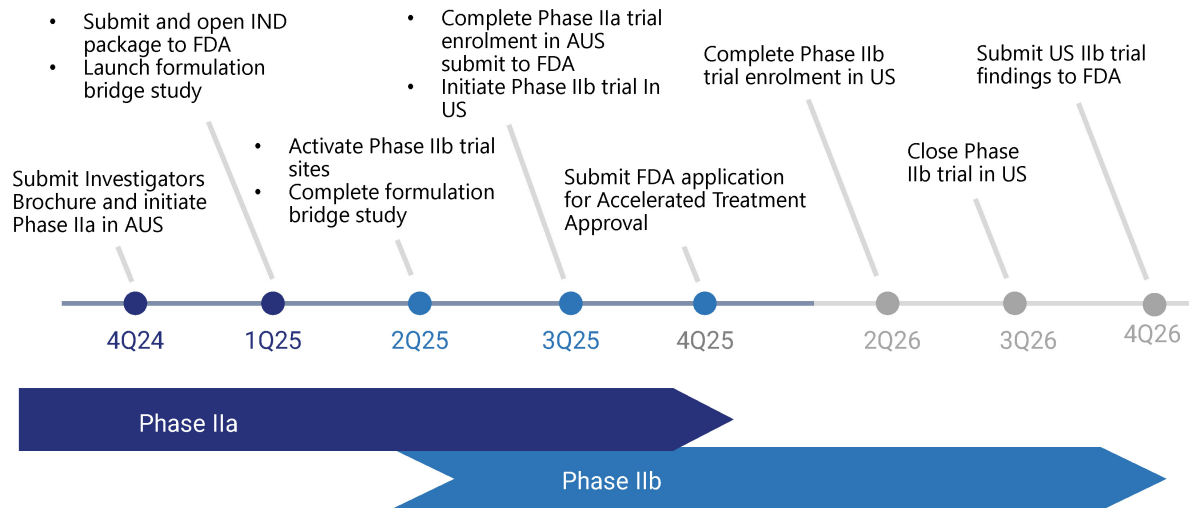 • Submit and open IND
package to FDA
• Launch formulation
bridge study
• Complete Phase IIa trial
enrolment in AUS
submit to FDA
• Initiate Phase IIb trial In
US
Complete Phase IIb
trial enrolment in US
Submit US IIb trial
findings to FDA
Submit Investigators
Brochure and initiate
Phase IIa in AUS
• Activate Phase IIb trial
sites
• Complete formulation
bridge study
Submit FDA application
for Accelerated Treatment
Approval
Close Phase
IIb trial in US
4Q24
1Q25
2Q25
3Q25
4Q25
2Q26
3Q26
4Q26
Phase IIa
Phase IIb